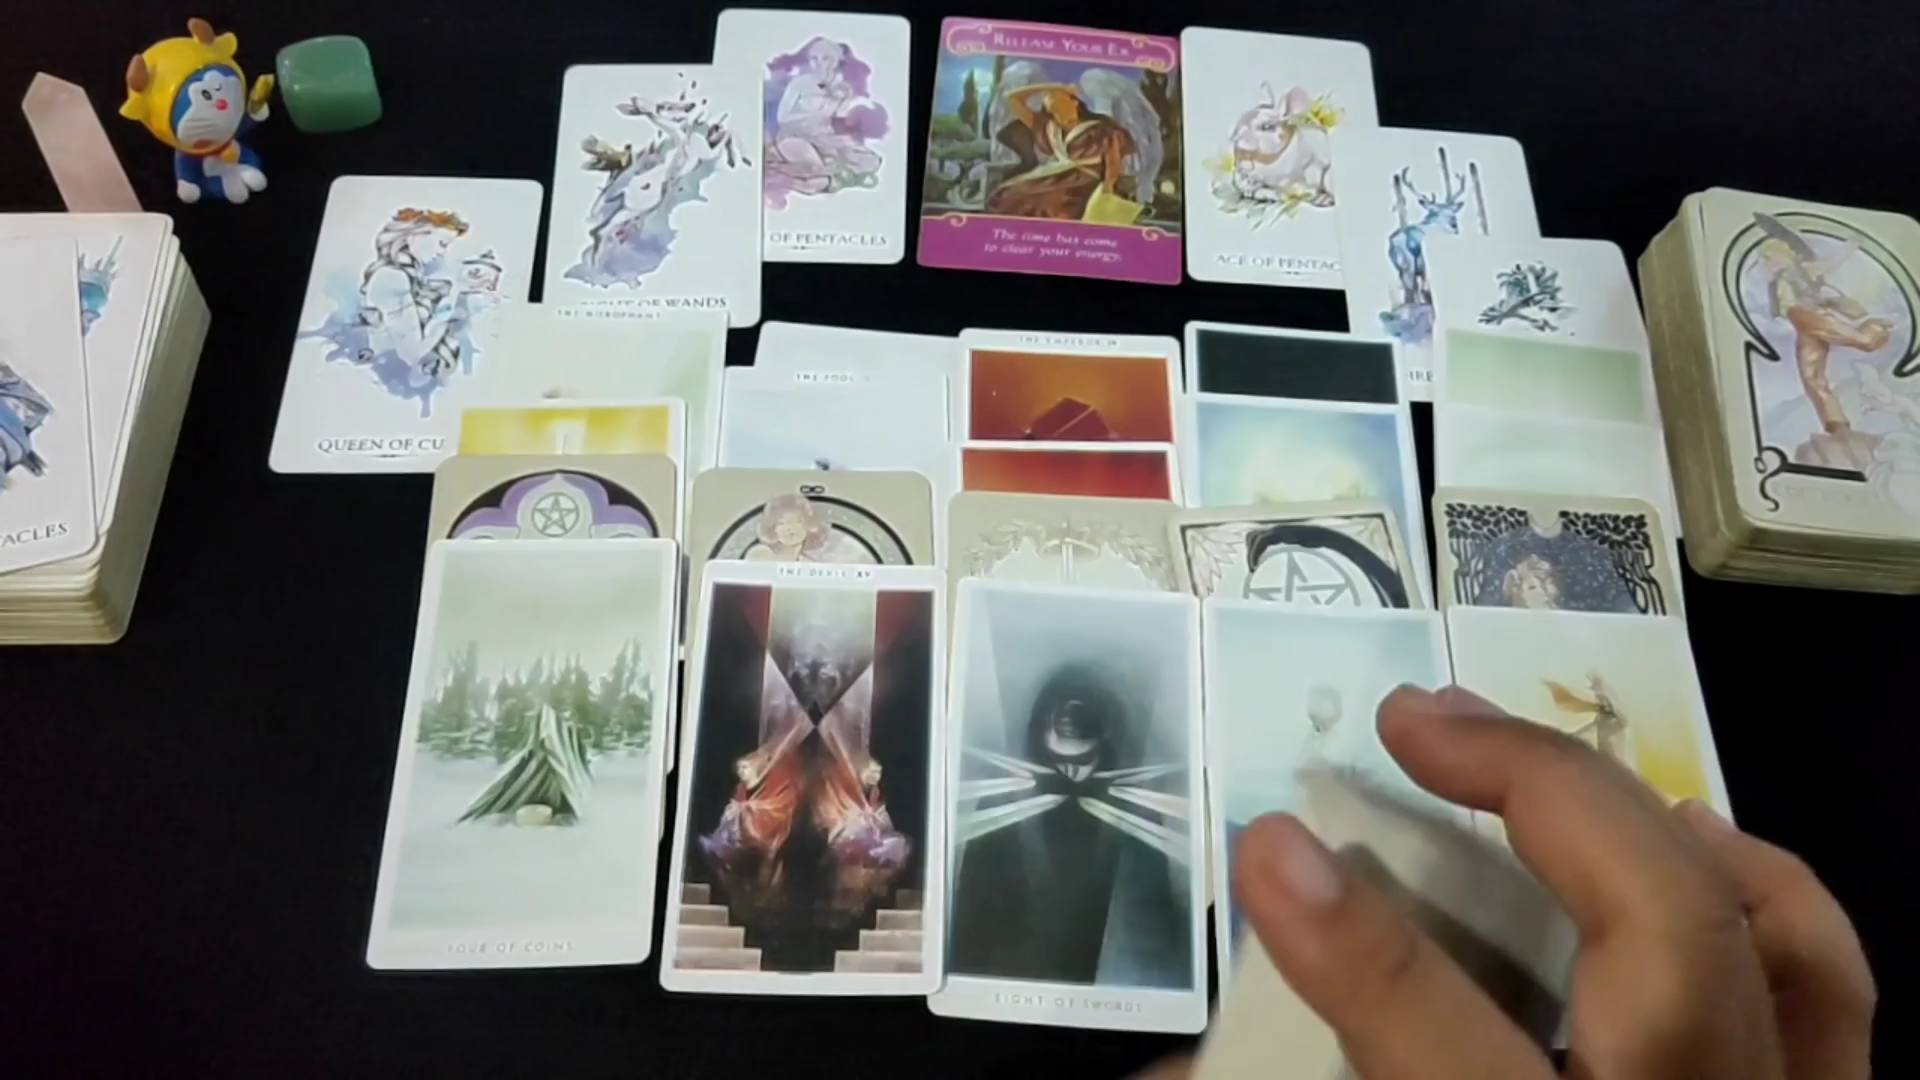 RELEASE YOUR EX
The time has come
to clear your energy.
OF PENTACLES
ACE OF PENTAC
OF WANDS
THE HIEROPHANT
QUEEN OF CU
THE FOOL
THE EMPEROR IV
ACLES
THE DEVIL XV
FOUR OF COINS
EIGHT OF SWORDS